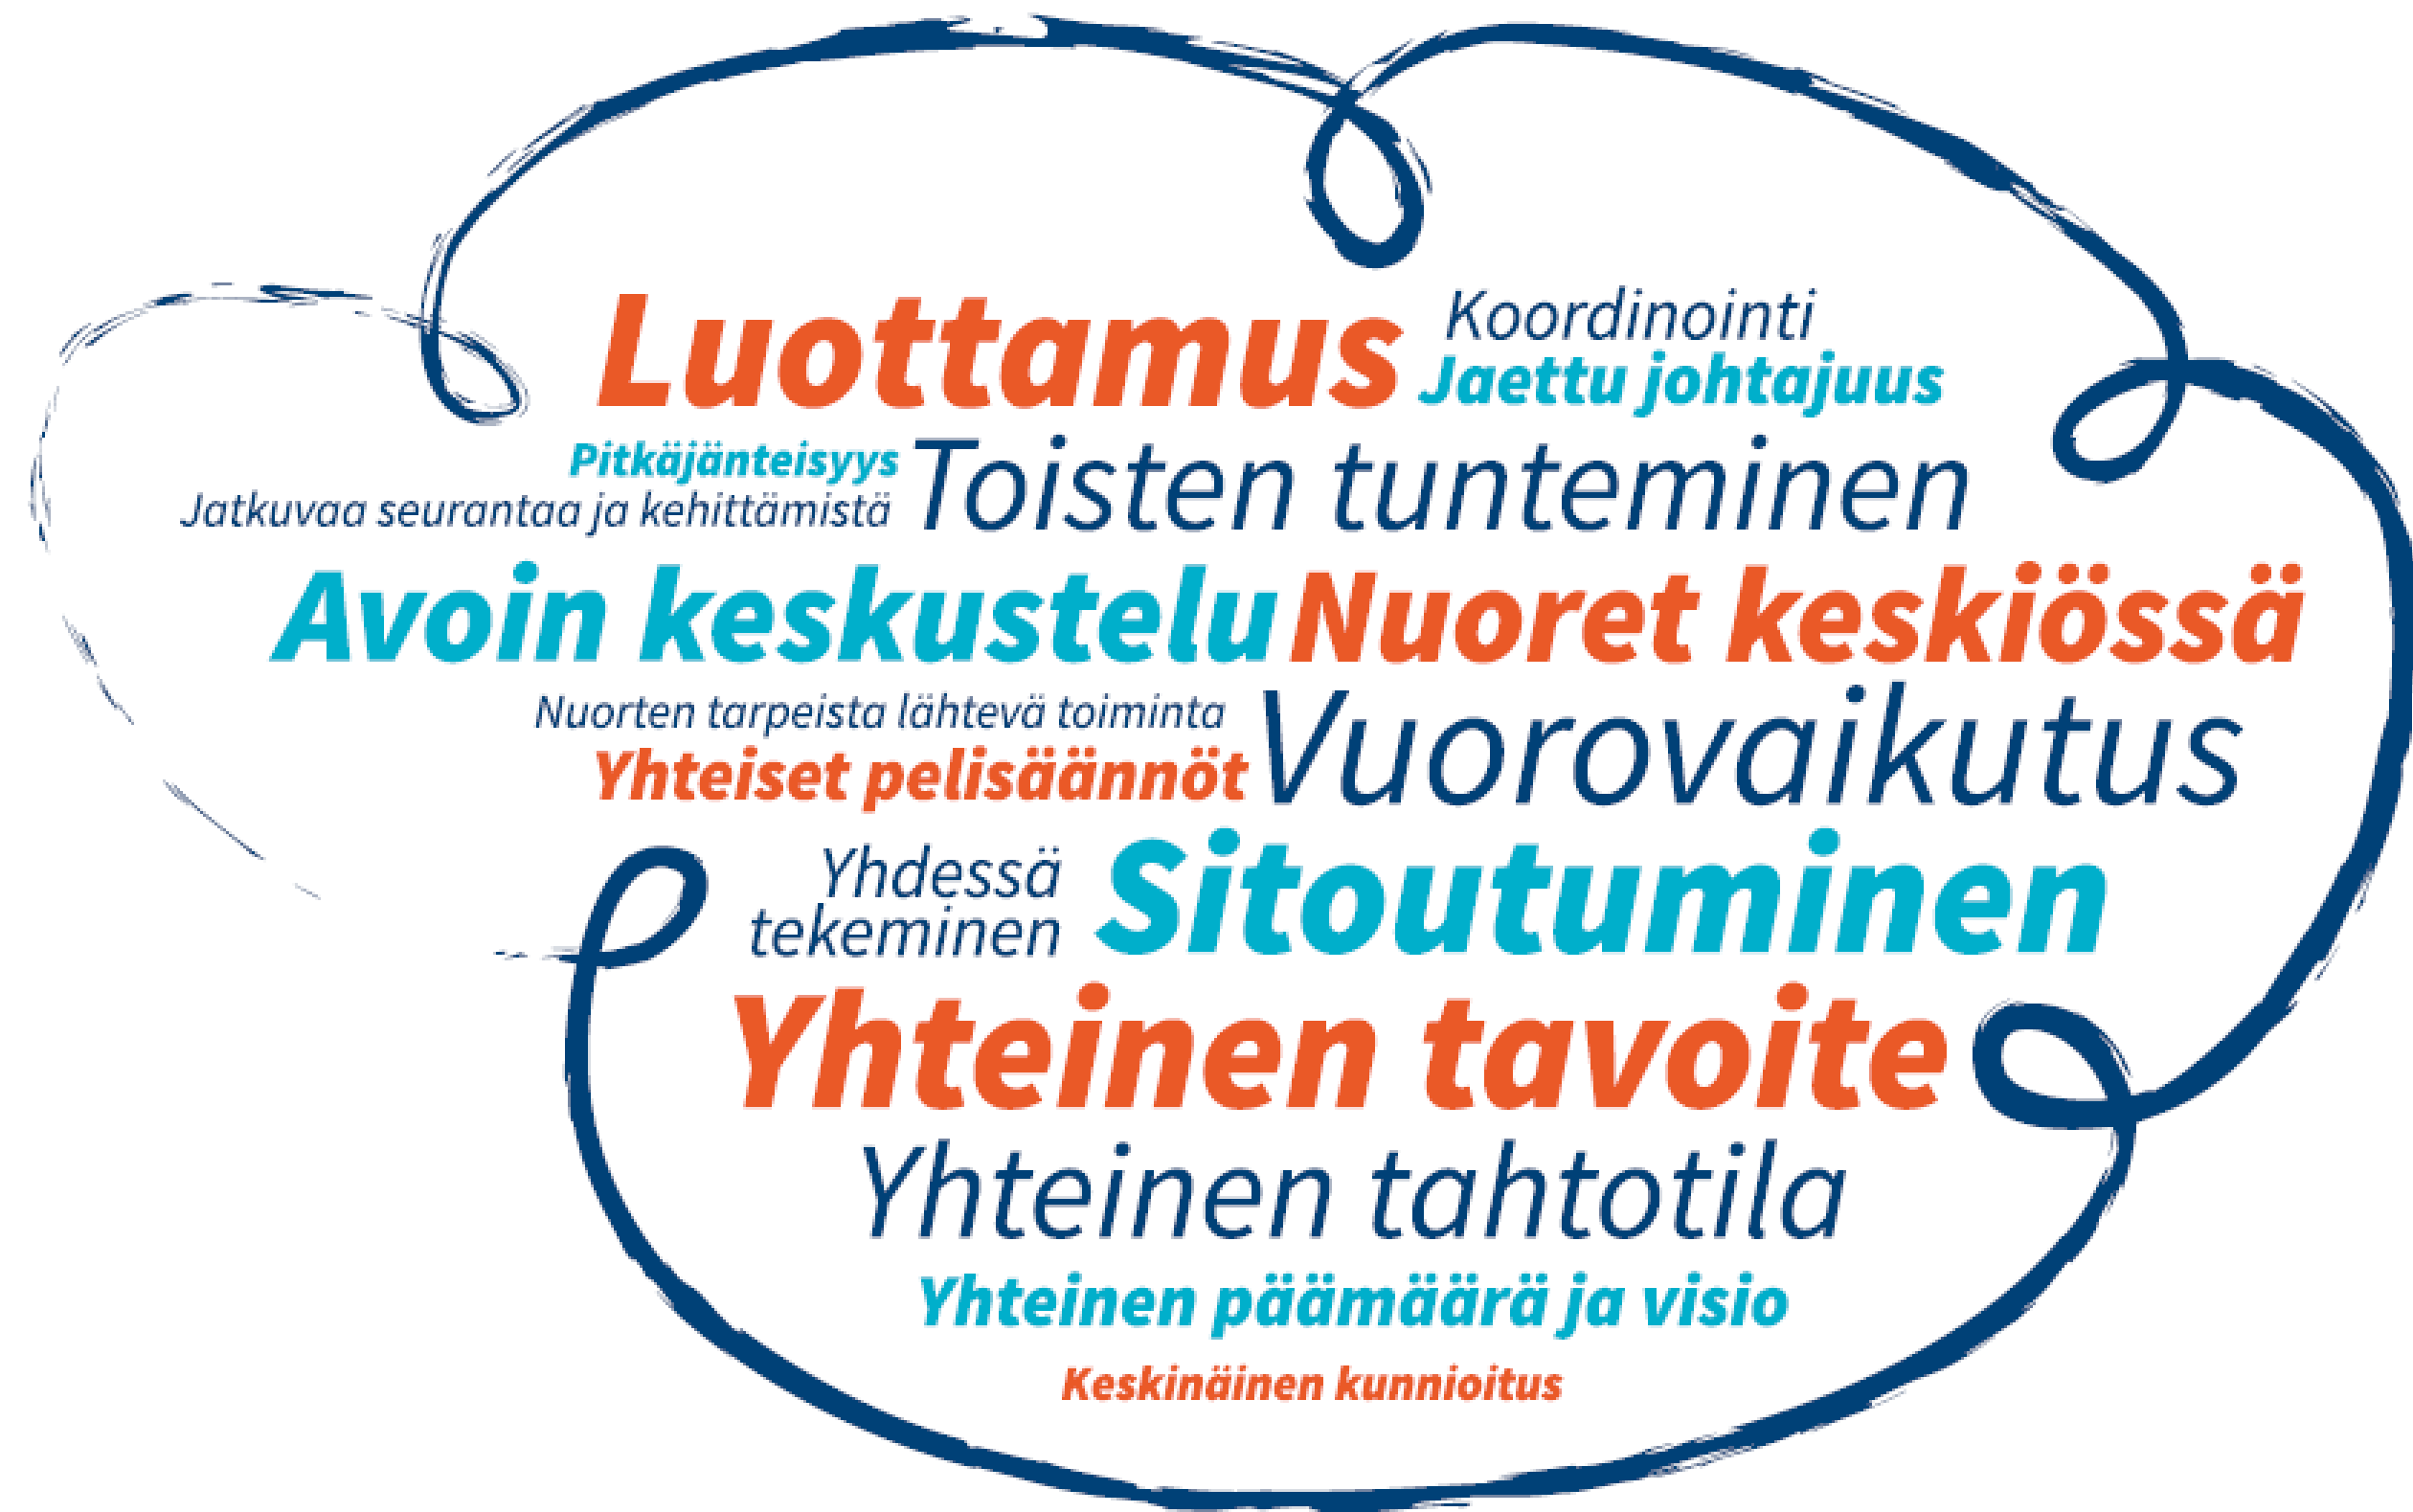 Luottamus
Koordinointi
Jaettu johtajuus
Pitkäjänteisyys
Jatkuvaa seurantaa ja kehittämistä
Toisten tunteminen
Avoin keskustelu
Nuoret keskiössä
Nuorten tarpeista lähtevä toiminta
Yhteiset pelisäännöt
Vuorovaikutus
Yhdessä
tekeminen
Sitoutuminen
Yhteinen tavoite
Yhteinen tahtotila
Yhteinen päämäärä ja visio
Keskinäinen kunnioitus